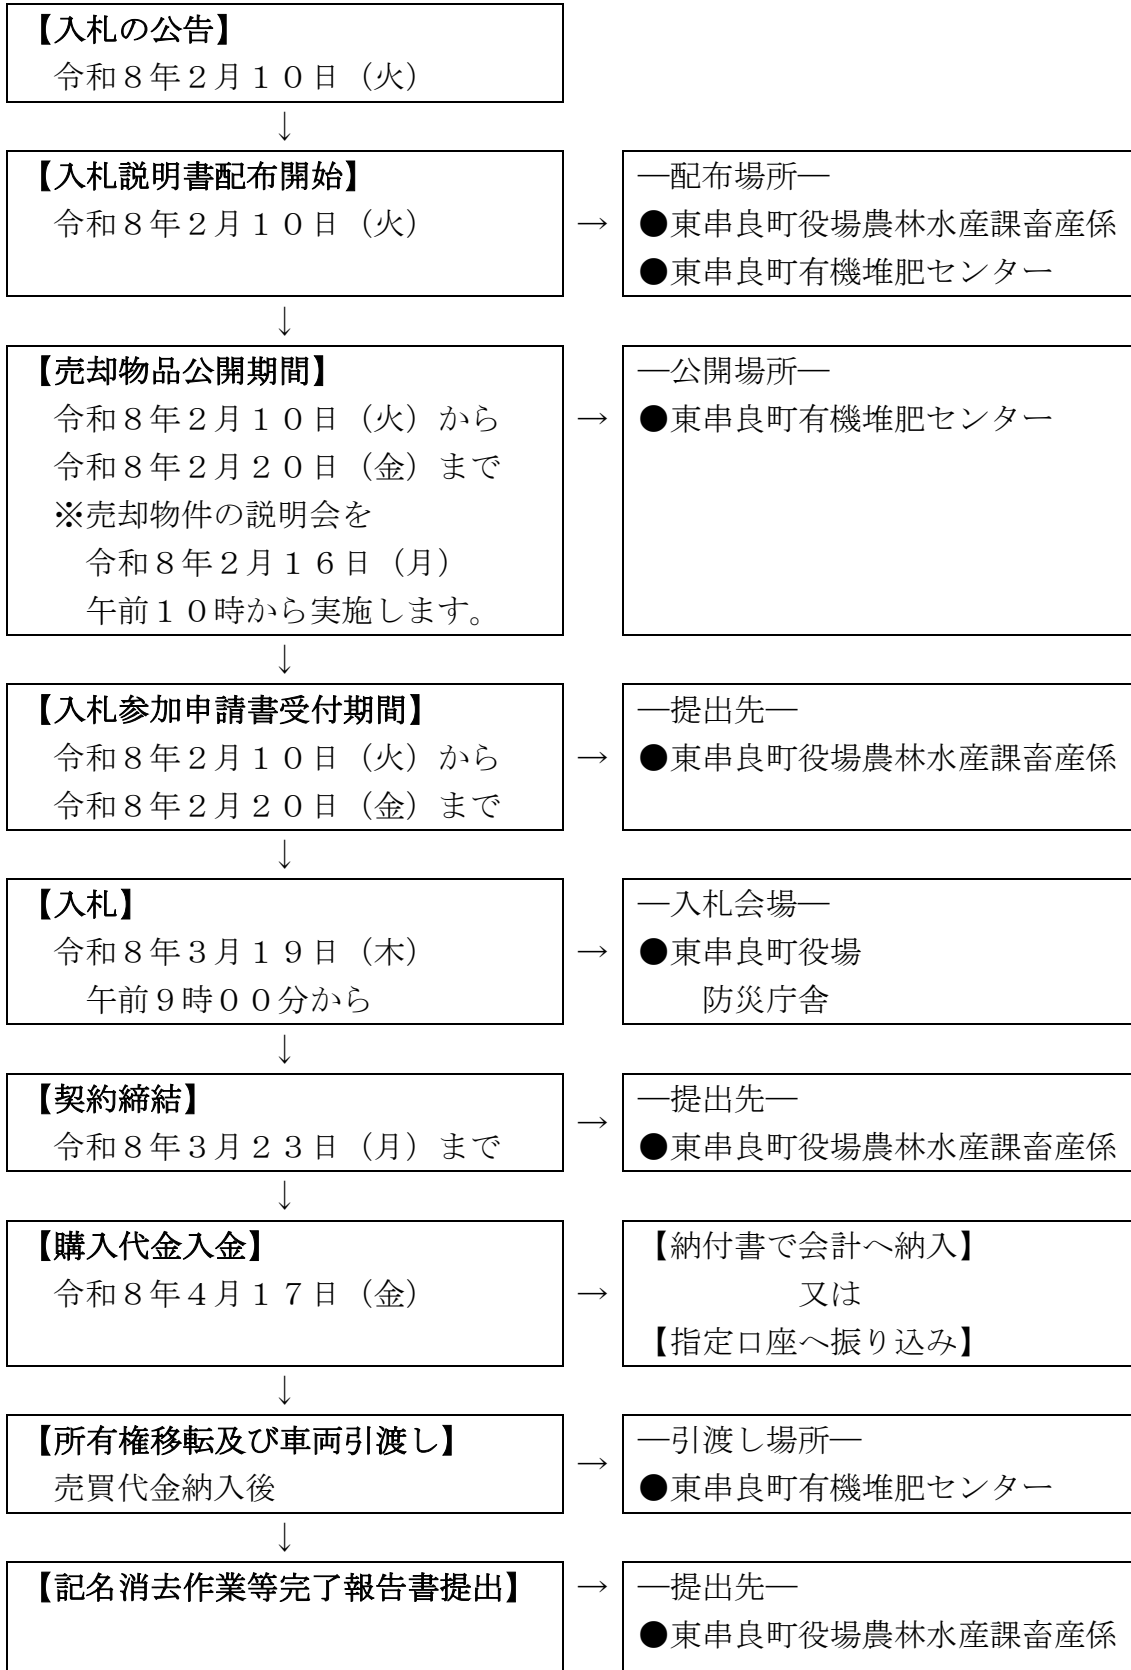 【入札の公告】
令和８年２月１０日（火）
↓
【入札説明書配布開始】
令和８年２月１０日（火）
→
―配布場所―
●東串良町役場農林水産課畜産係
●東串良町有機堆肥センター
↓
【売却物品公開期間】
令和８年２月１０日（火）から
令和８年２月２０日（金）まで
※売却物件の説明会を
令和８年２月１６日（月）
午前１０時から実施します。
→
―公開場所―
●東串良町有機堆肥センター
↓
【入札参加申請書受付期間】
令和８年２月１０日（火）から
令和８年２月２０日（金）まで
→
―提出先―
●東串良町役場農林水産課畜産係
↓
【入札】
令和８年３月１９日（木）
午前９時００分から
→
―入札会場―
●東串良町役場
防災庁舎
↓
【契約締結】
令和８年３月２３日（月）まで
→
―提出先―
●東串良町役場農林水産課畜産係
↓
【購入代金入金】
令和８年４月１７日（金）
→
【納付書で会計へ納入】
又は
【指定口座へ振り込み】
↓
【所有権移転及び車両引渡し】
売買代金納入後
→
―引渡し場所―
●東串良町有機堆肥センター
↓
【記名消去作業等完了報告書提出】
→
―提出先―
●東串良町役場農林水産課畜産係